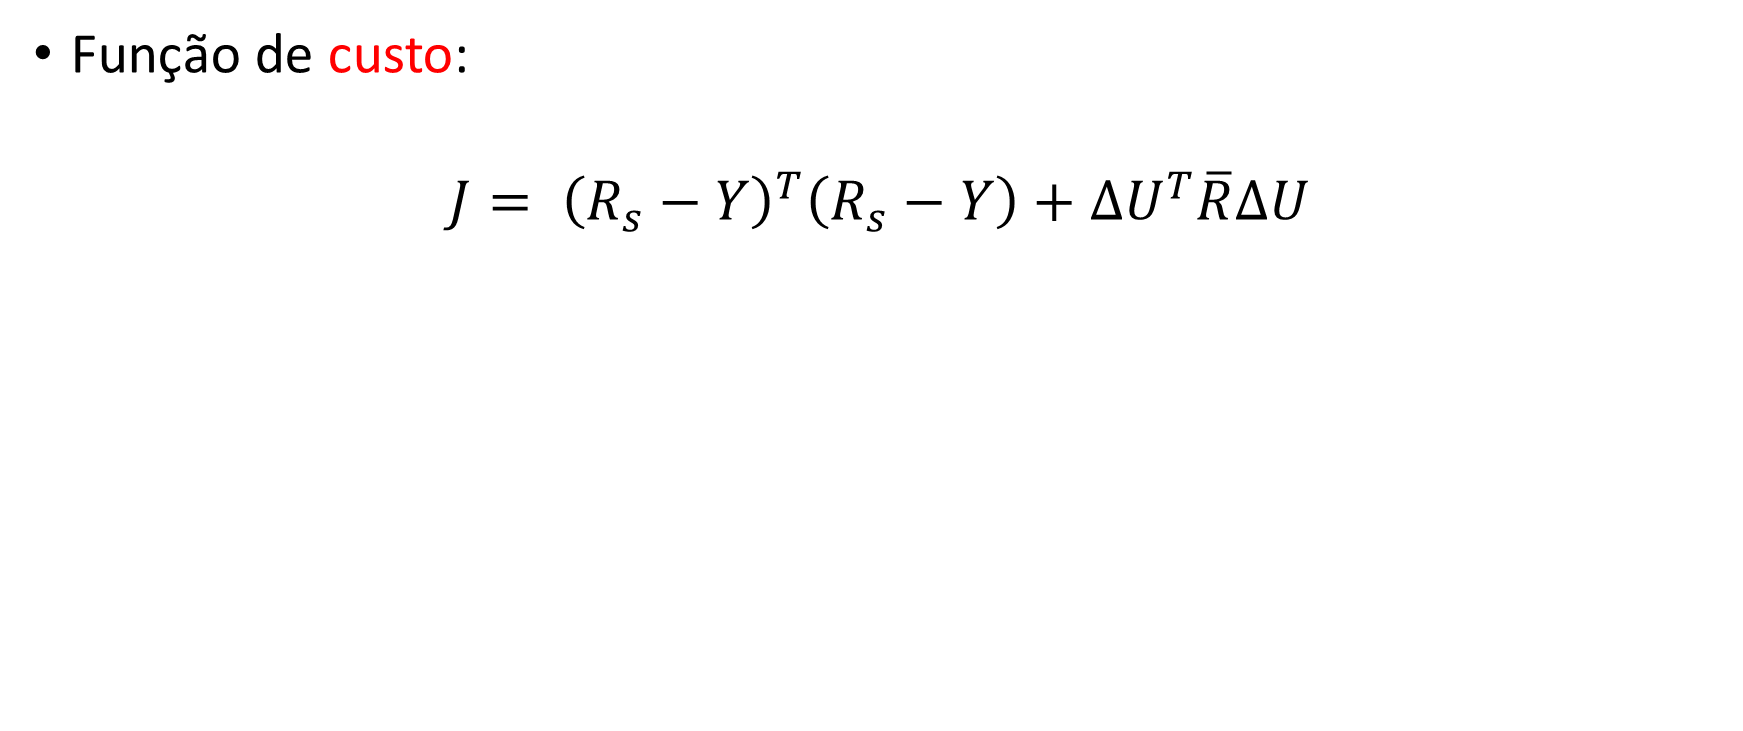 • Função de custo:
J = (R_s − Y)^T (R_s − Y) + ΔU^T R̅ΔU